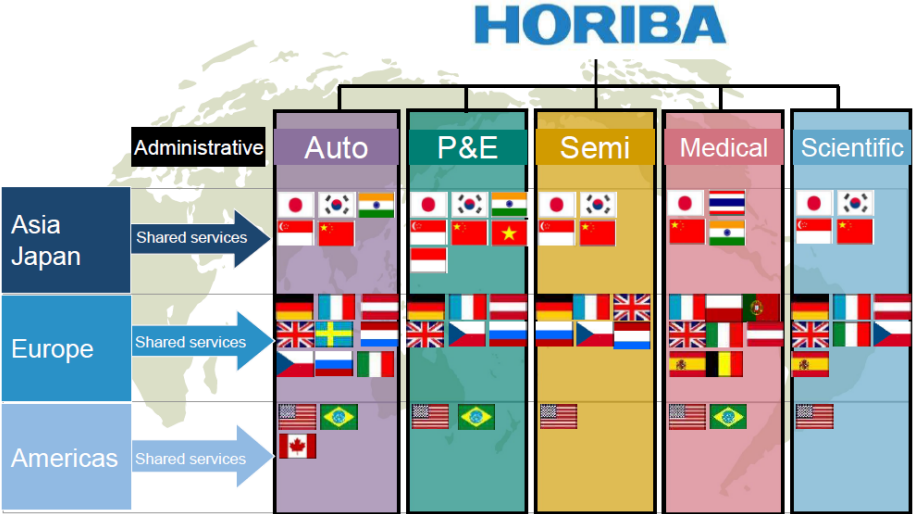 HORIBA
Administrative
Auto
P&E
Semi
Medical
Scientific
Asia
Japan
Shared services
Europe
Shared services
Americas
Shared services